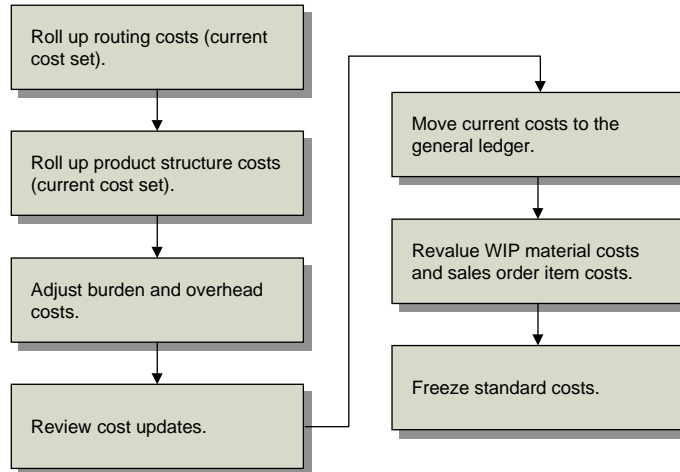 Roll up routing costs (current
cost set).
Roll up product structure costs
(current cost set).
Adjust burden and overhead
costs.
Review cost updates.
Move current costs to the
general ledger.
Revalue WIP material costs
and sales order item costs.
Freeze standard costs.